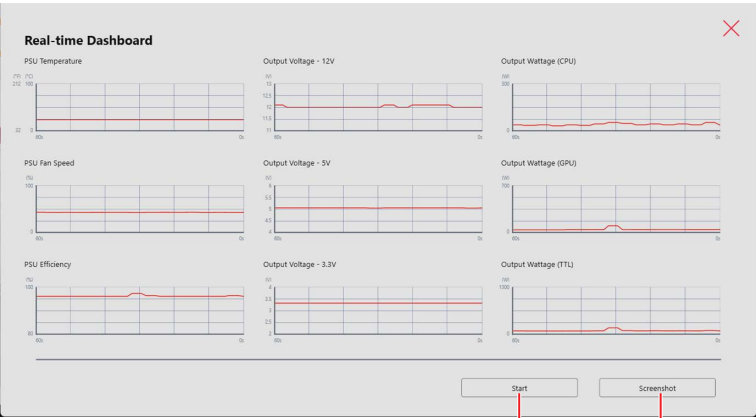 Real-time Dashboard
PSU Temperature
(°F) (°C)
212 100
32 0
60s 0s
Output Voltage - 12V
(V)
13
12.5
12
11.5
11
60s 0s
Output Wattage (CPU)
(W)
0
60s 0s
PSU Fan Speed
(%)
100
0
60s 0s
Output Voltage - 5V
(V)
6
5.5
5
4.5
4
60s 0s
Output Wattage (GPU)
(W)
700
0
60s 0s
PSU Efficiency
(%)
100
60s 0s
Output Voltage - 3.3V
(V)
4
3.5
3
2.5
2
60s 0s
Output Wattage (TTL)
(W)
0
60s 0s
Start
Screenshot